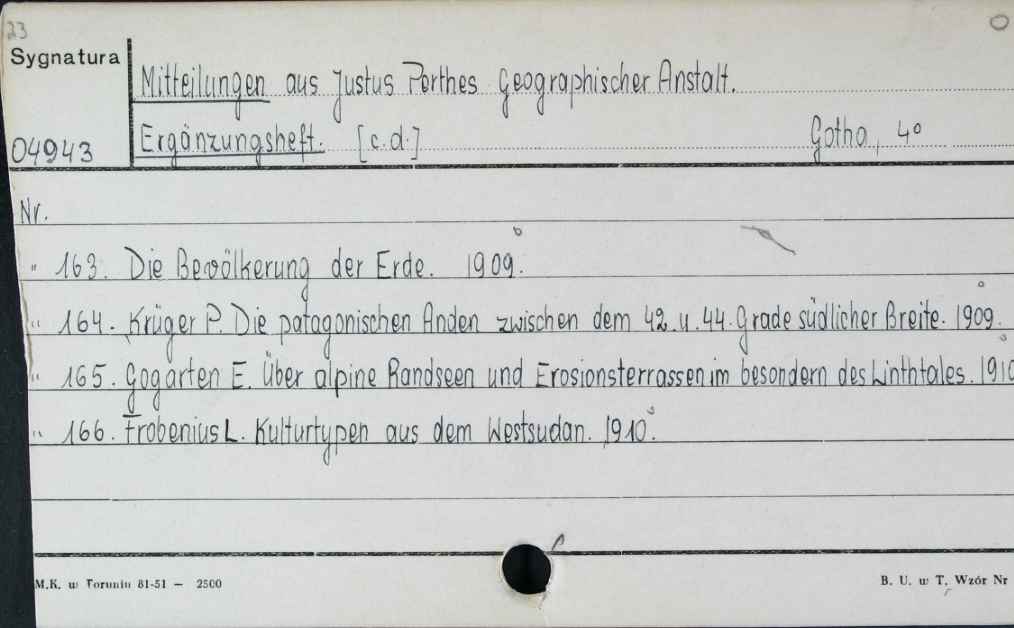 23
Sygnatura
Mitteilungen aus Justus Perthes Geographischer Anstalt.
04943
Ergänzungsheft. [c.d.] Gotha, 4°
Nr.
" 163. Die Bevölkerung der Erde. 1909.
" 164. Krüger P. Die patagonischen Anden zwischen dem 42. u. 44. Grade südlicher Breite. 1909.
" 165. Gogarten E. Über alpine Randseen und Erosionsterrassen im besondern des Linthtales. 1910
" 166. Frobenius L. Kulturtypen aus dem Westsudan. 1910.
M.K. w Toruniu 81-51 — 2500
B. U. w T. Wzór Nr